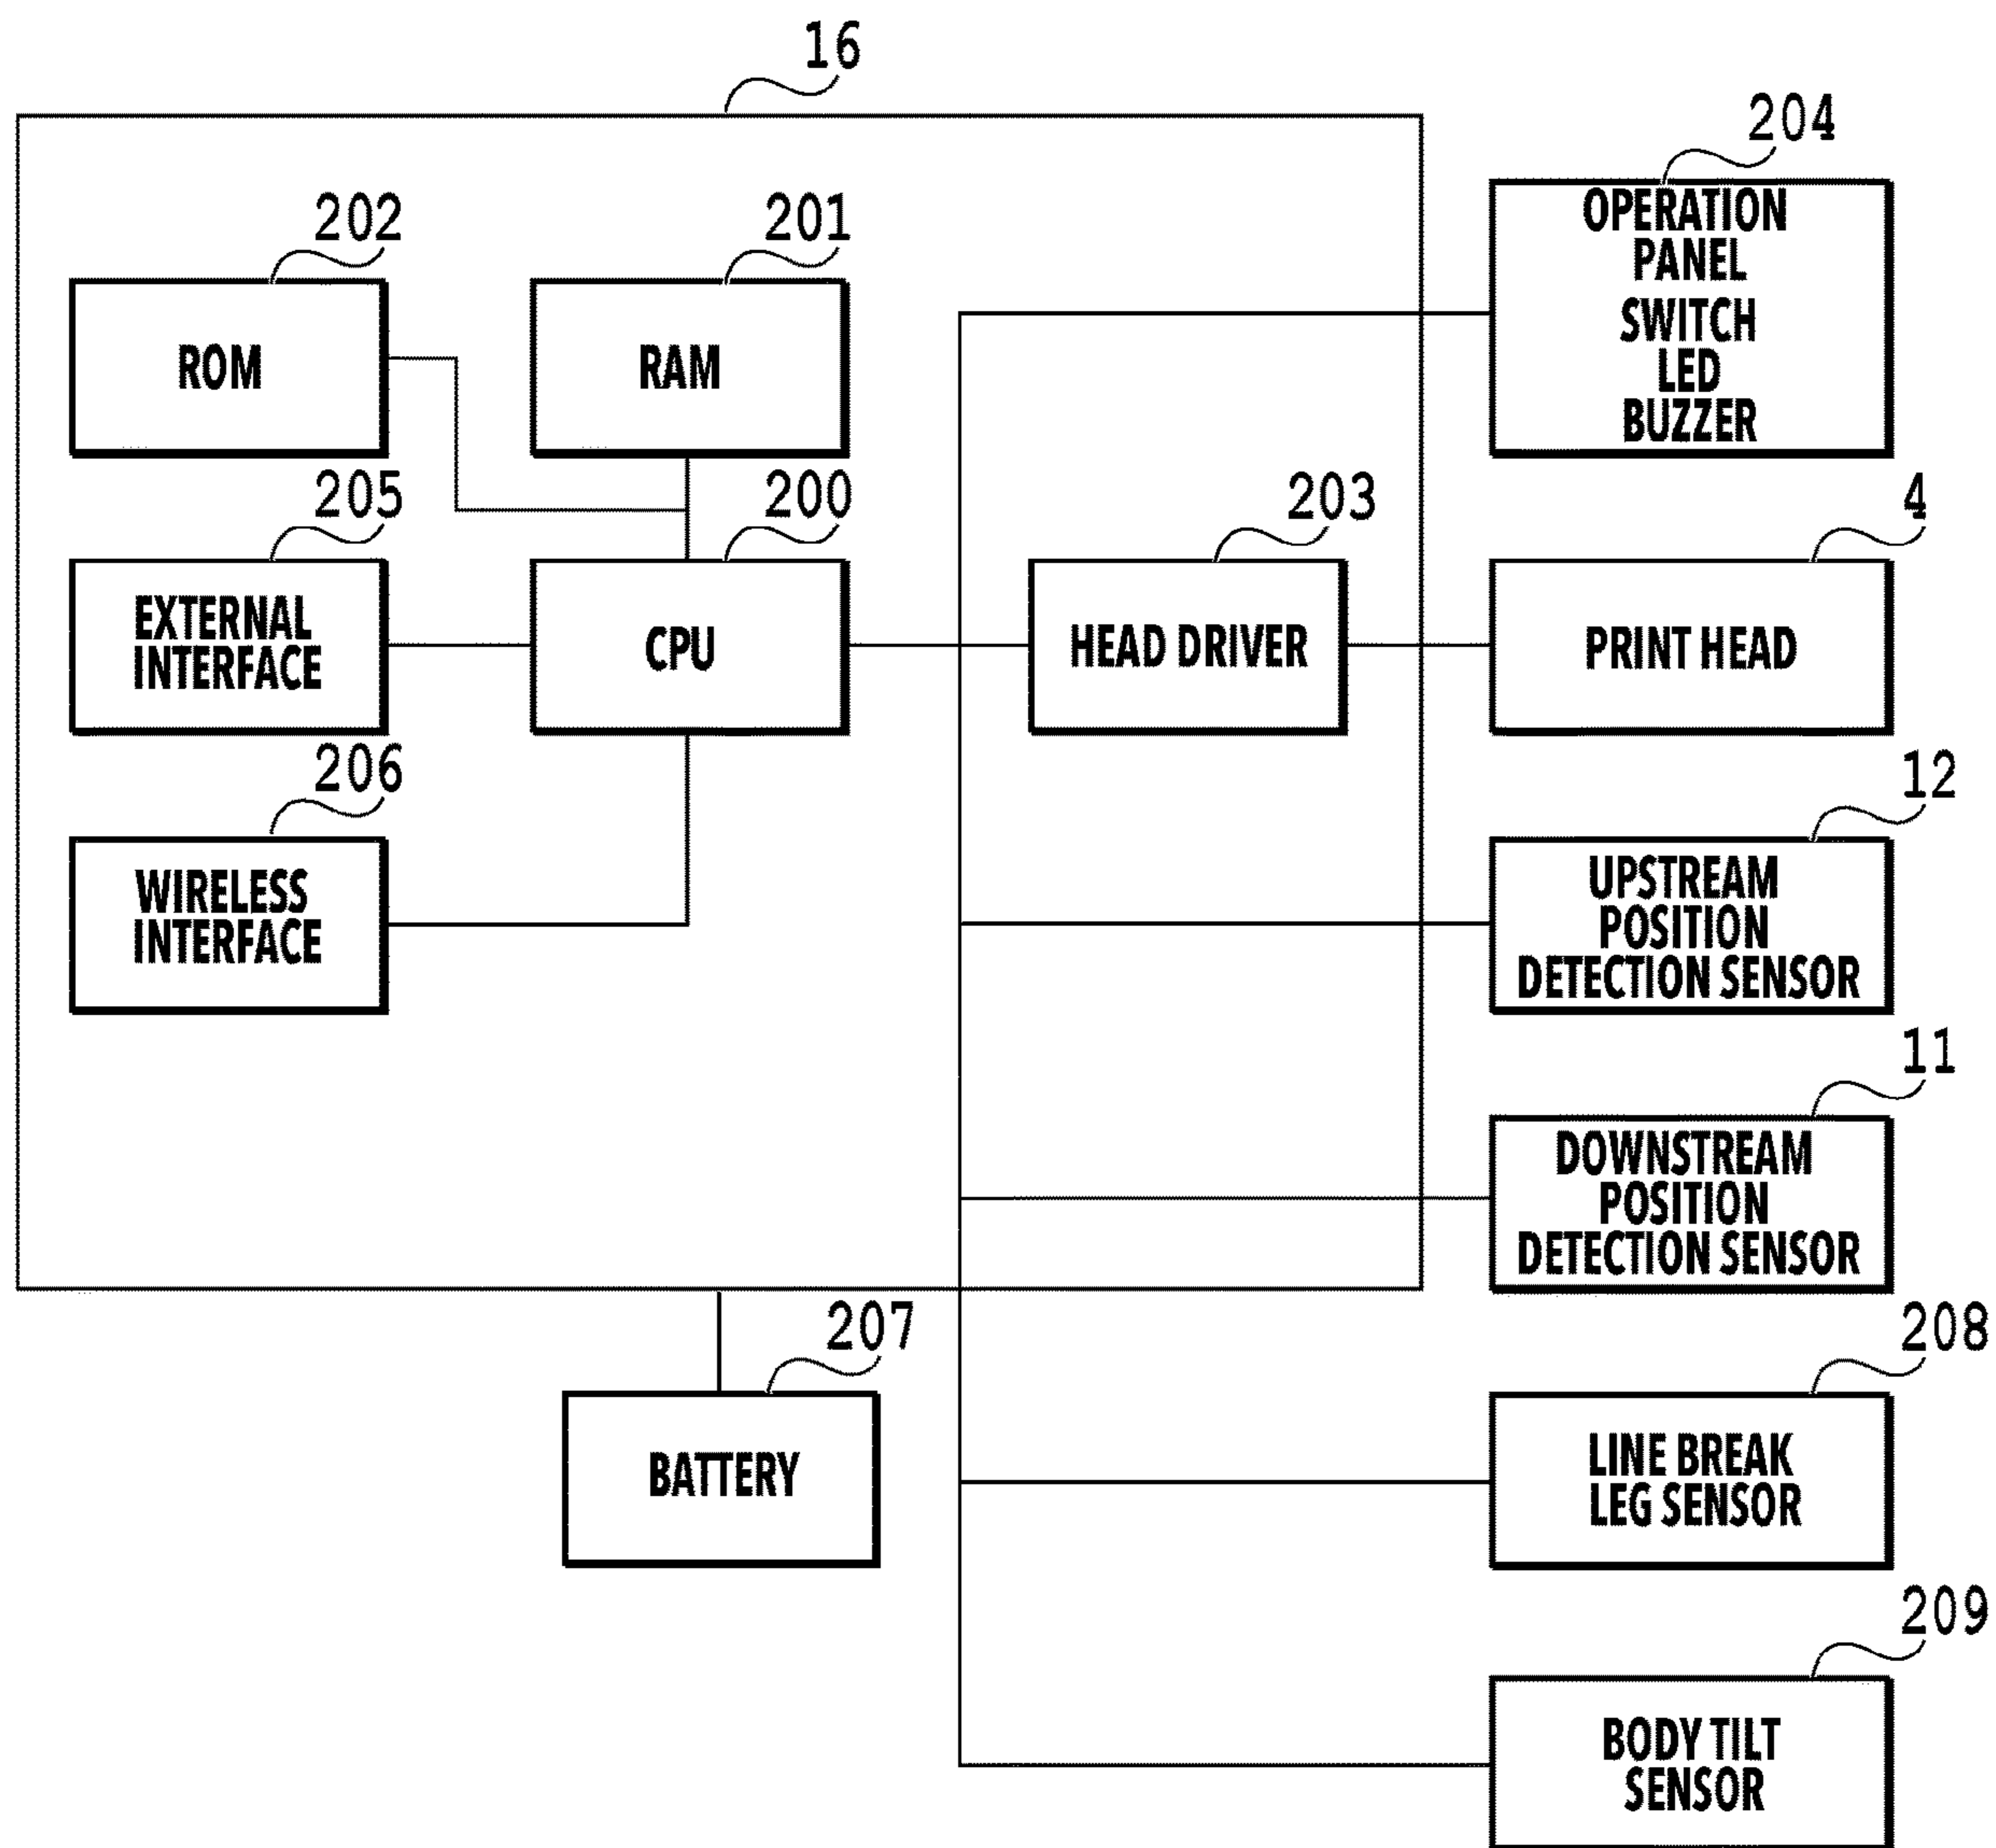 16
204
OPERATION
PANEL
SWITCH
LED
BUZZER
202
201
ROM
RAM
205
200
203
4
EXTERNAL
INTERFACE
CPU
HEAD DRIVER
PRINT HEAD
206
12
WIRELESS
INTERFACE
UPSTREAM
POSITION
DETECTION SENSOR
11
DOWNSTREAM
POSITION
DETECTION SENSOR
207
208
BATTERY
LINE BREAK
LEG SENSOR
209
BODY TILT
SENSOR